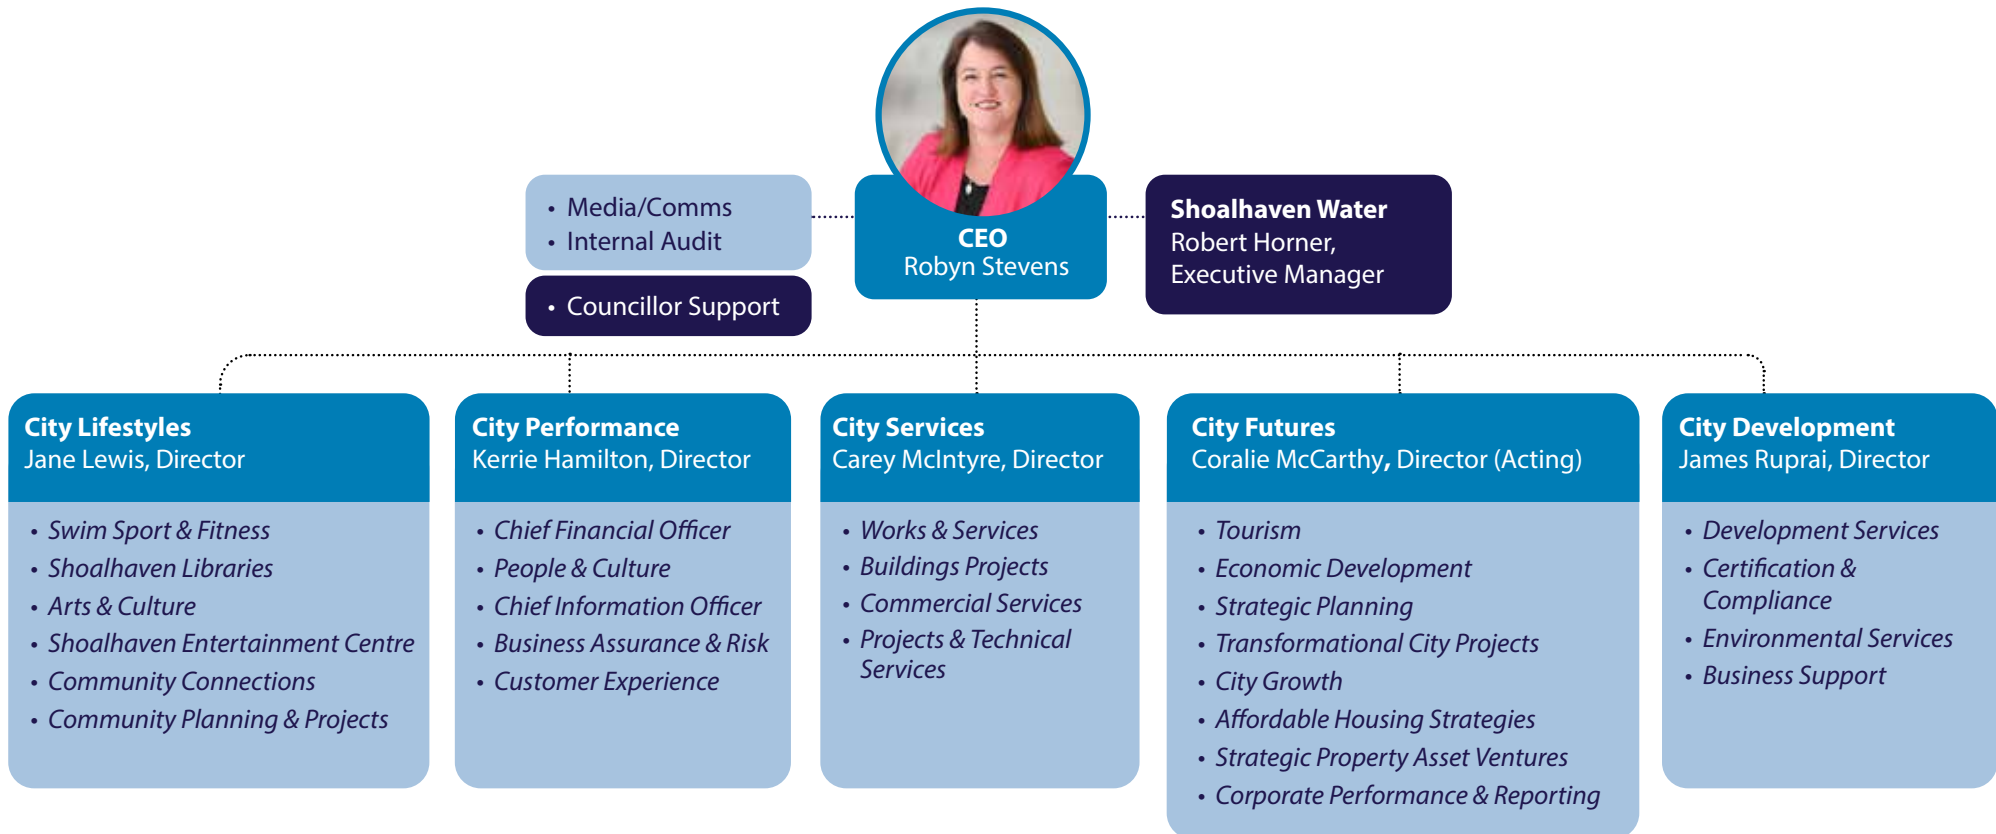 • Media/Comms
• Internal Audit
• Councillor Support
CEO
Robyn Stevens
Shoalhaven Water
Robert Horner,
Executive Manager
City Lifestyles
Jane Lewis, Director
• Swim Sport & Fitness
• Shoalhaven Libraries
• Arts & Culture
• Shoalhaven Entertainment Centre
• Community Connections
• Community Planning & Projects
City Performance
Kerrie Hamilton, Director
• Chief Financial Officer
• People & Culture
• Chief Information Officer
• Business Assurance & Risk
• Customer Experience
City Services
Carey McIntyre, Director
• Works & Services
• Buildings Projects
• Commercial Services
• Projects & Technical
Services
City Futures
Coralie McCarthy, Director (Acting)
• Tourism
• Economic Development
• Strategic Planning
• Transformational City Projects
• City Growth
• Affordable Housing Strategies
• Strategic Property Asset Ventures
• Corporate Performance & Reporting
City Development
James Ruprai, Director
• Development Services
• Certification &
Compliance
• Environmental Services
• Business Support